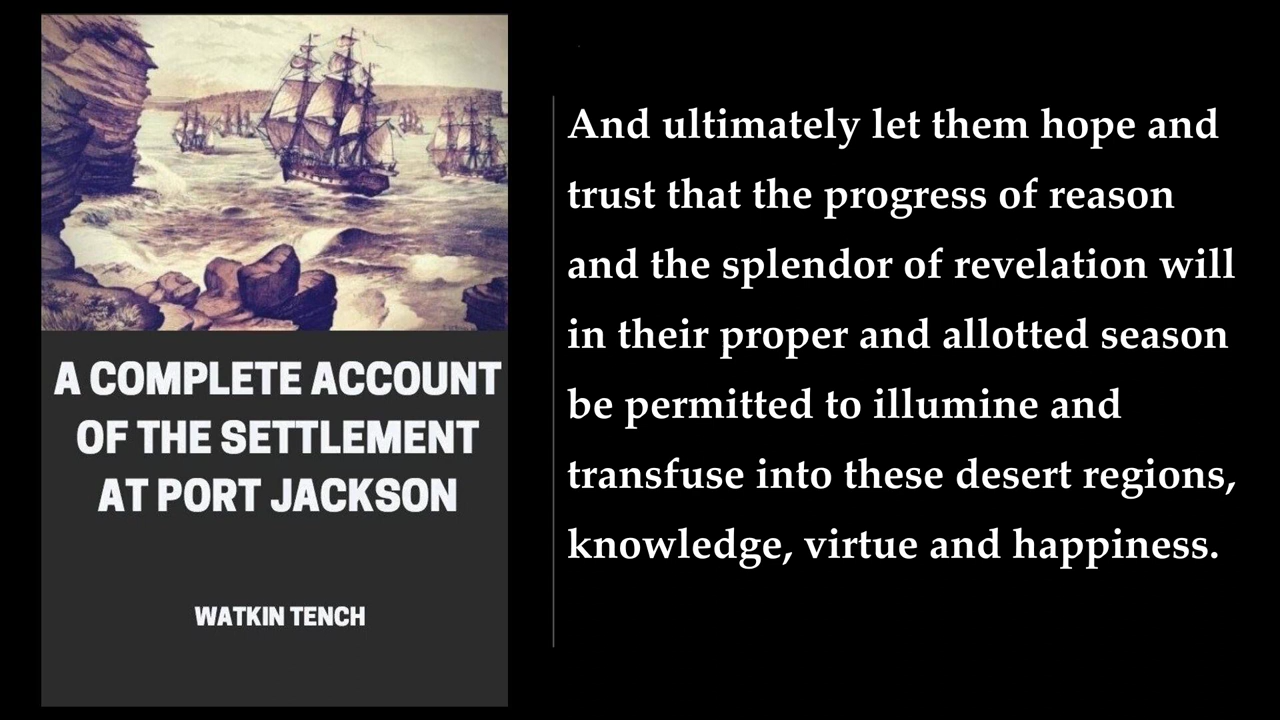 A COMPLETE ACCOUNT
OF THE SETTLEMENT
AT PORT JACKSON
WATKIN TENCH
And ultimately let them hope and
trust that the progress of reason
and the splendor of revelation will
in their proper and allotted season
be permitted to illumine and
transfuse into these desert regions,
knowledge, virtue and happiness.